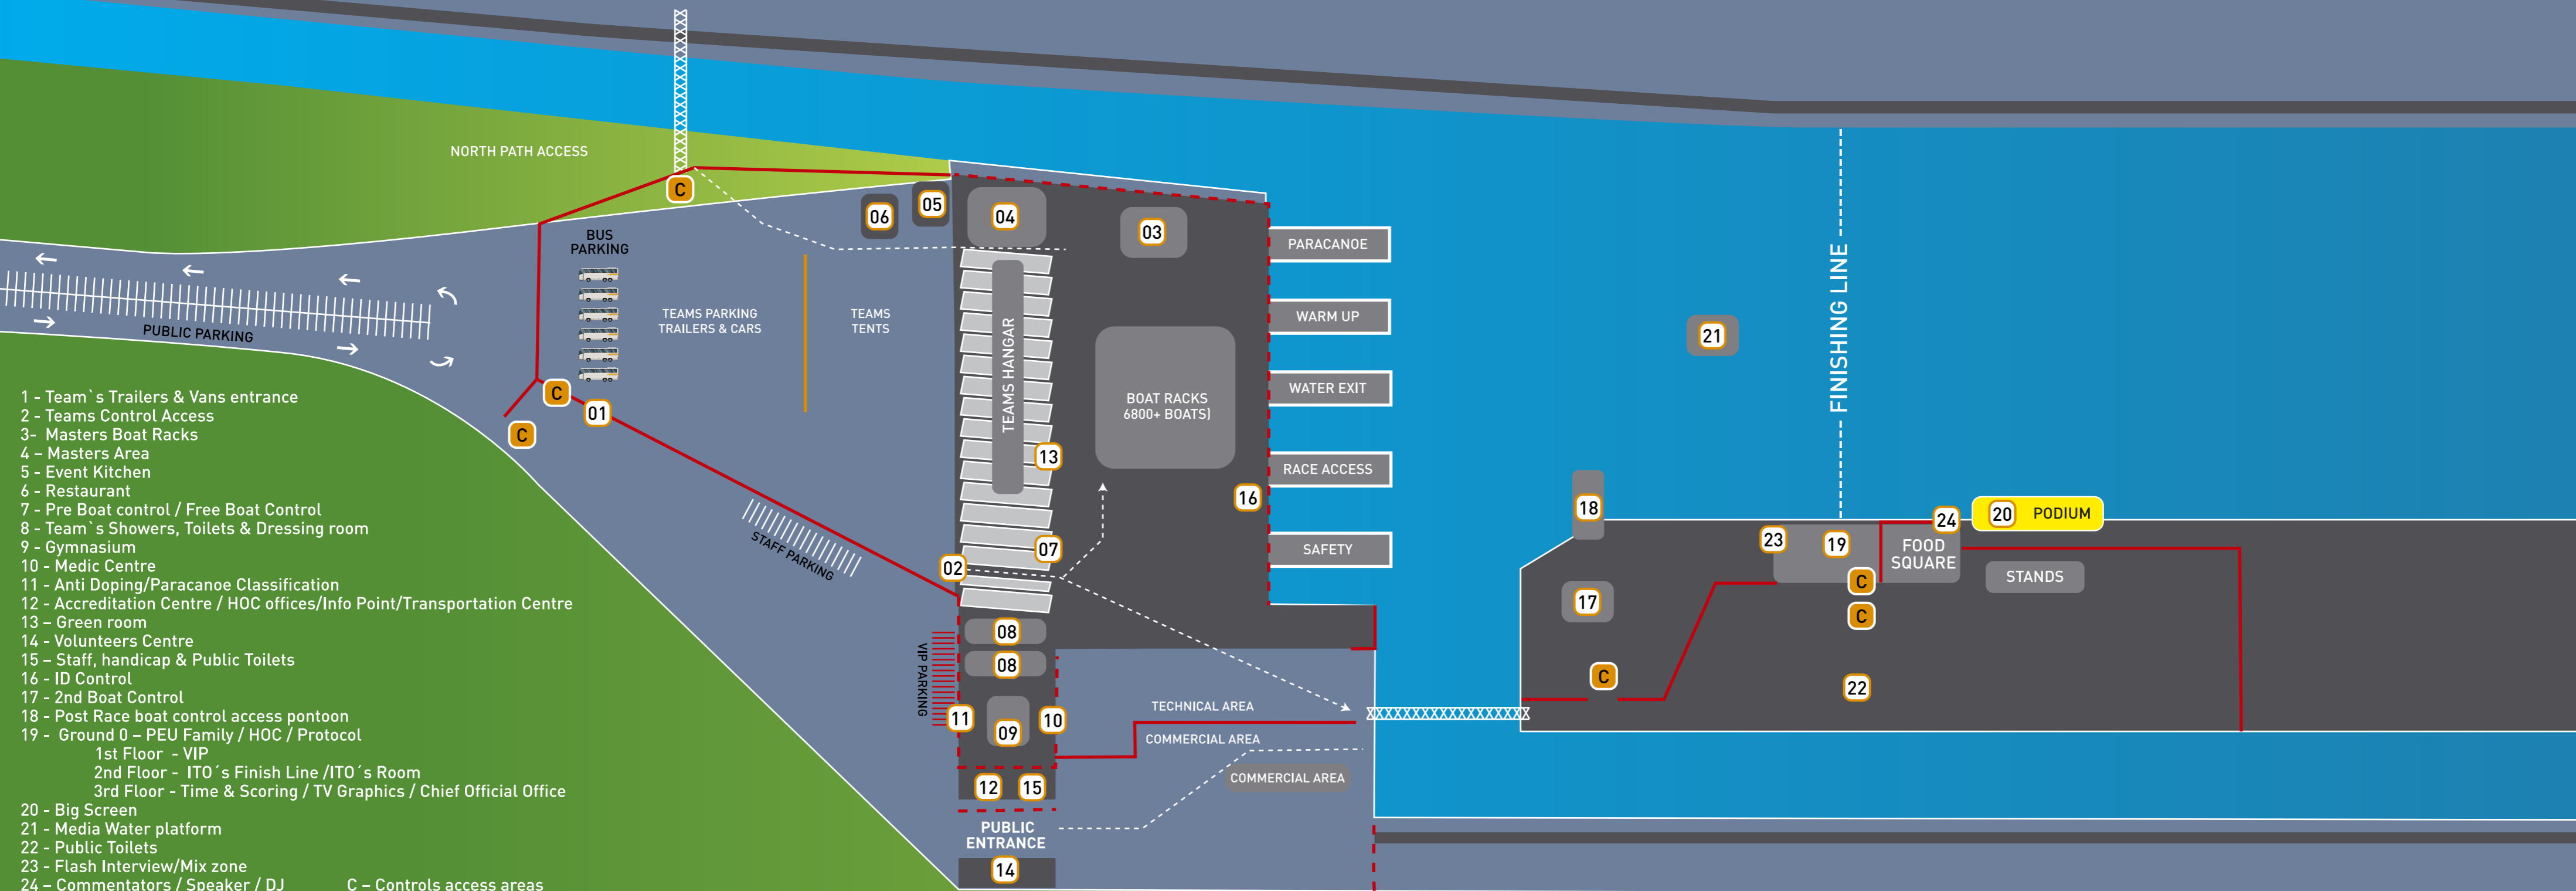 NORTH PATH ACCESS
C
06
05
04
03
BUS
PARKING
TEAMS PARKING
TRAILERS & CARS
TEAMS
TENTS
PUBLIC PARKING
C
01
C
STAFF PARKING
TEAMS HANGAR
13
07
02
BOAT RACKS
6800+ BOATS)
16
PARACANOE
WARM UP
WATER EXIT
RACE ACCESS
SAFETY
08
08
VIP PARKING
11
09
10
12
15
PUBLIC
ENTRANCE
14
TECHNICAL AREA
COMMERCIAL AREA
COMMERCIAL AREA
21
FINISHING LINE
18
17
C
23
19
FOOD
SQUARE
24
20 PODIUM
STANDS
C
C
22
1 - Team`s Trailers & Vans entrance
2 - Teams Control Access
3- Masters Boat Racks
4 – Masters Area
5 - Event Kitchen
6 - Restaurant
7 - Pre Boat control / Free Boat Control
8 - Team`s Showers, Toilets & Dressing room
9 - Gymnasium
10 - Medic Centre
11 - Anti Doping/Paracanoe Classification
12 - Accreditation Centre / HOC offices/Info Point/Transportation Centre
13 – Green room
14 - Volunteers Centre
15 – Staff, handicap & Public Toilets
16 - ID Control
17 - 2nd Boat Control
18 - Post Race boat control access pontoon
19 - Ground 0 – PEU Family / HOC / Protocol
1st Floor - VIP
2nd Floor - ITO´s Finish Line /ITO´s Room
3rd Floor - Time & Scoring / TV Graphics / Chief Official Office
20 - Big Screen
21 - Media Water platform
22 - Public Toilets
23 - Flash Interview/Mix zone
24 – Commentators / Speaker / DJ C – Controls access areas